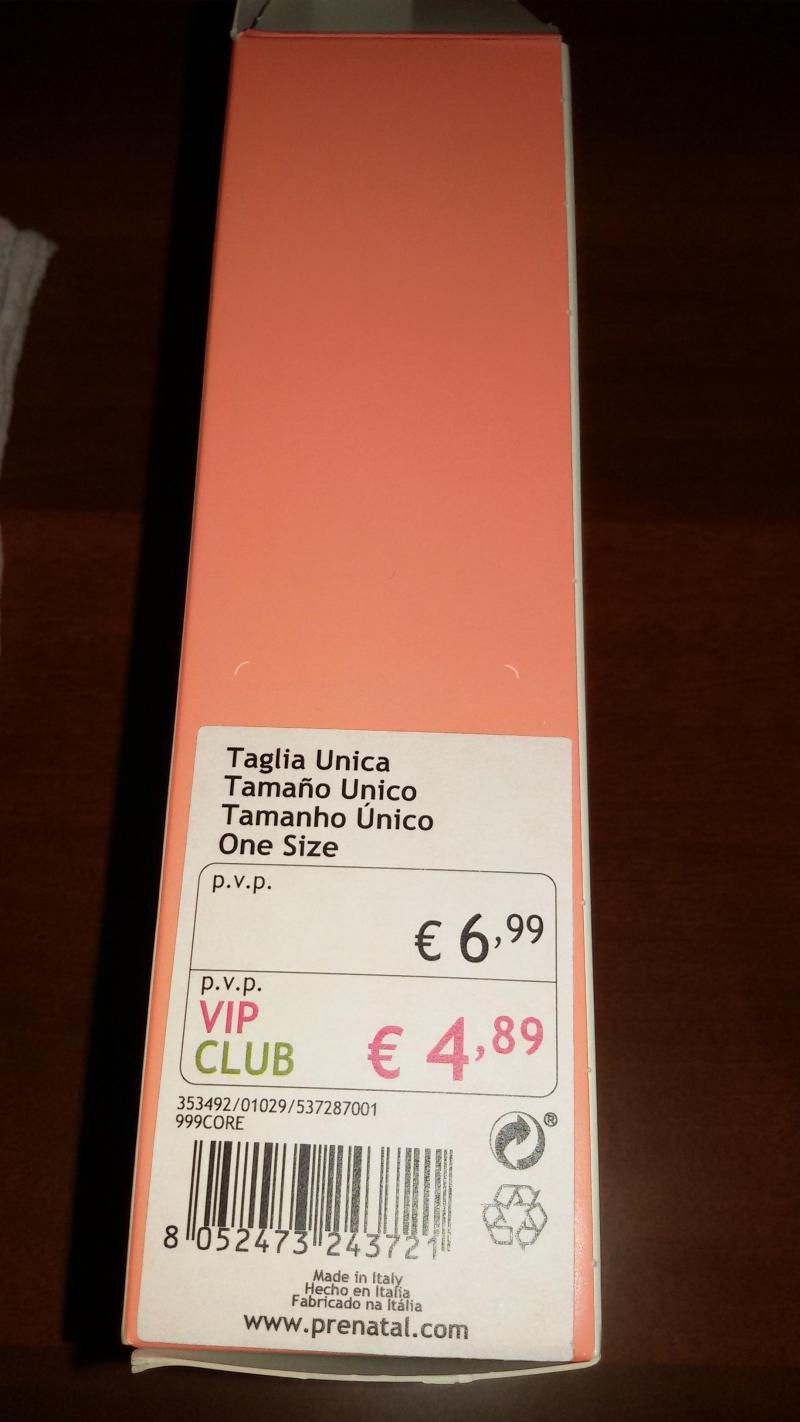 Taglia Unica
Tamaño Unico
Tamanho Único
One Size
p.v.p.
€ 6,99
p.v.p.
VIP
CLUB
€ 4,89
353492/01029/537287001
999CORE
®
8 052473 243721
Made in Italy
Hecho en Italia
Fabricado na Itália
www.prenatal.com